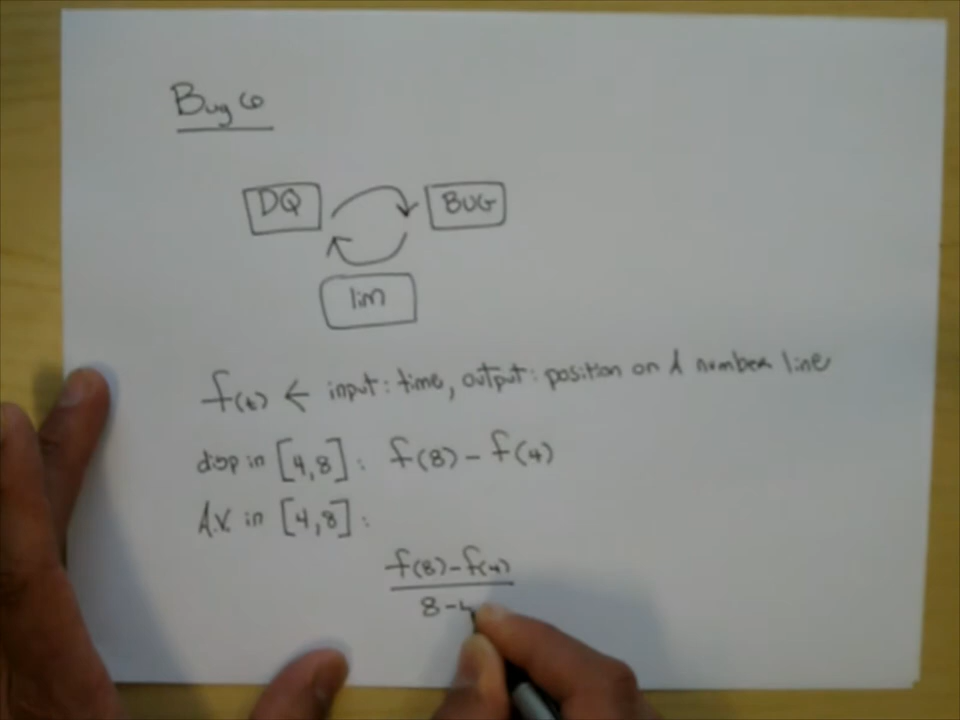 Bug 6
DQ BUG
lim
f(t) ← input: time, output: position on A number line
disp in [4,8]: f(8) - f(4)
A.V. in [4,8]:
f(8) - f(4)
8 - 4